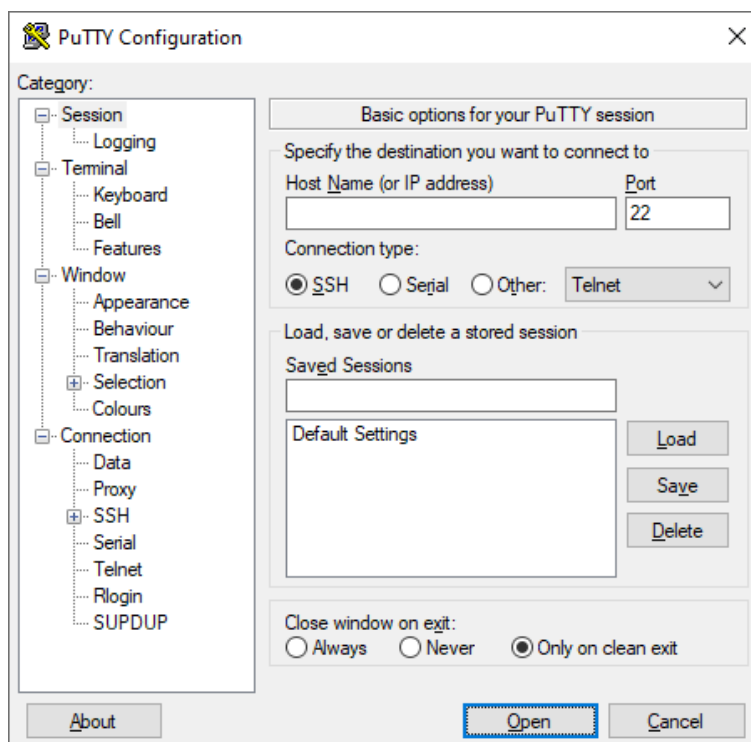 PuTTY Configuration
Category:
Session
Logging
Terminal
Keyboard
Bell
Features
Window
Appearance
Behaviour
Translation
Selection
Colours
Connection
Data
Proxy
SSH
Serial
Telnet
Rlogin
SUPDUP
Basic options for your PuTTY session
Specify the destination you want to connect to
Host Name (or IP address) Port
22
Connection type:
SSH Serial Other: Telnet
Load, save or delete a stored session
Saved Sessions
Default Settings
Load
Save
Delete
Close window on exit:
Always Never Only on clean exit
About Open Cancel